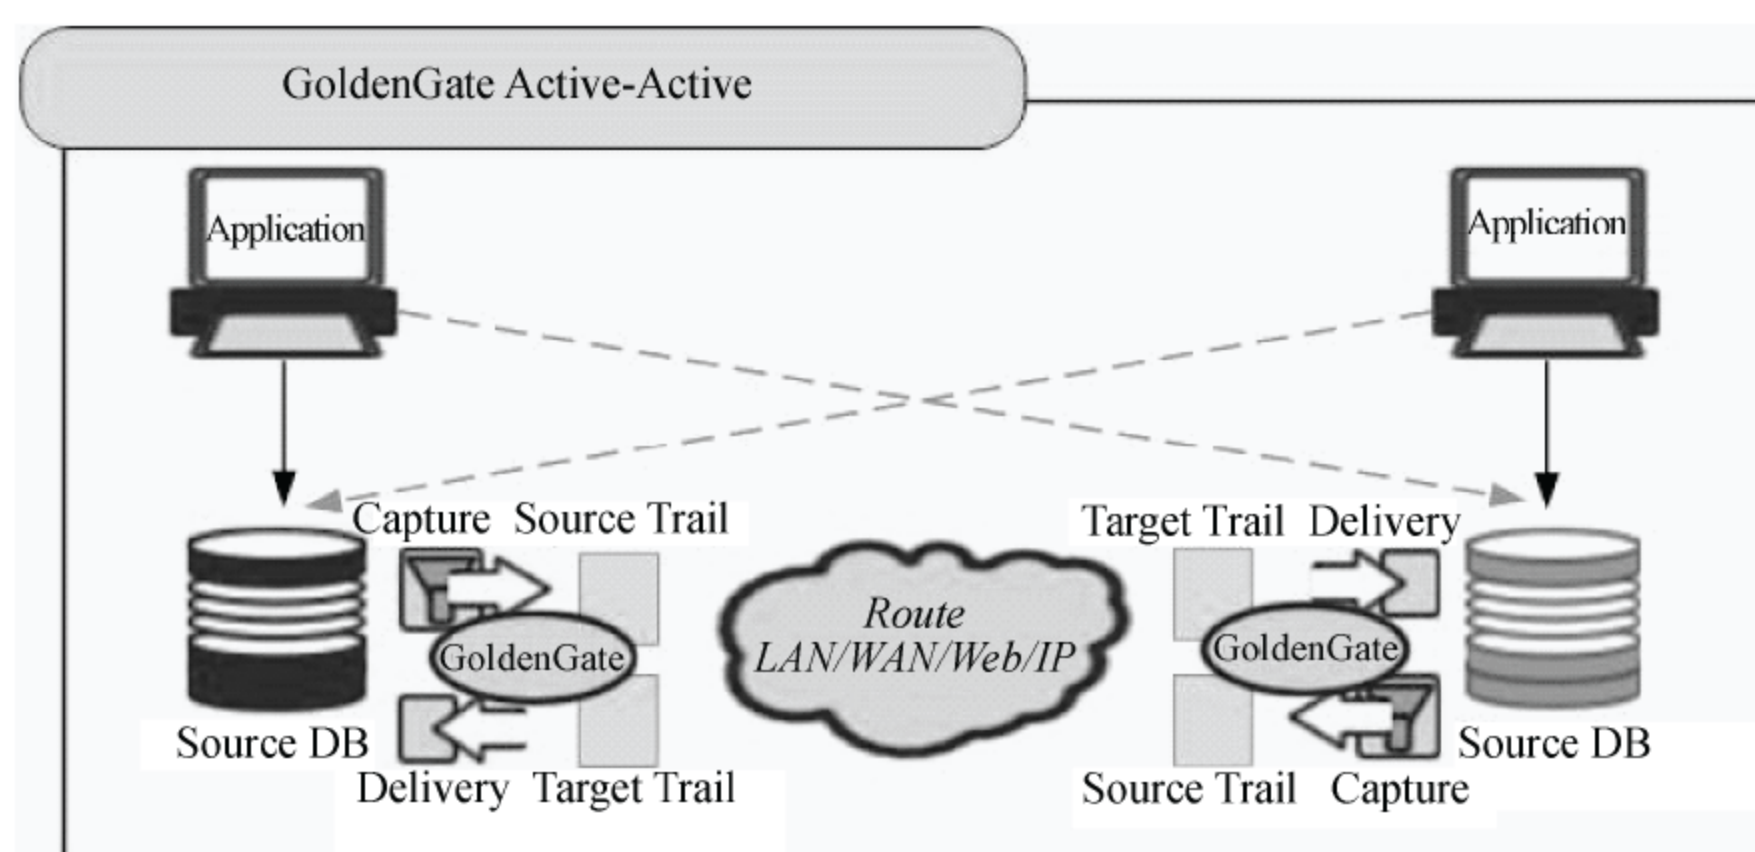 GoldenGate Active-Active
Application
Application
Capture Source Trail
Target Trail Delivery
Route
LAN/WAN/Web/IP
GoldenGate
GoldenGate
Source DB
Source DB
Delivery Target Trail
Source Trail Capture